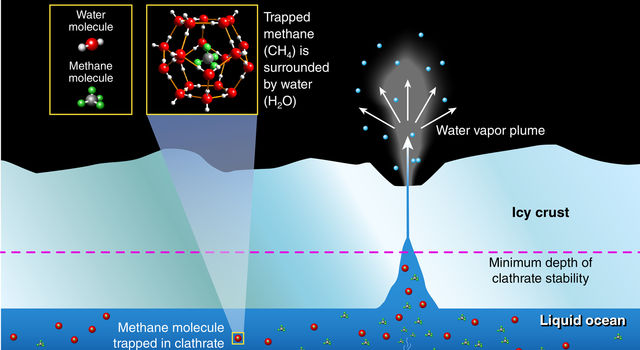 Water
molecule
Methane
molecule
Trapped
methane
(CH₄) is
surrounded
by water
(H₂O)
Water vapor plume
Icy crust
Minimum depth of
clathrate stability
Liquid ocean
Methane molecule
trapped in clathrate